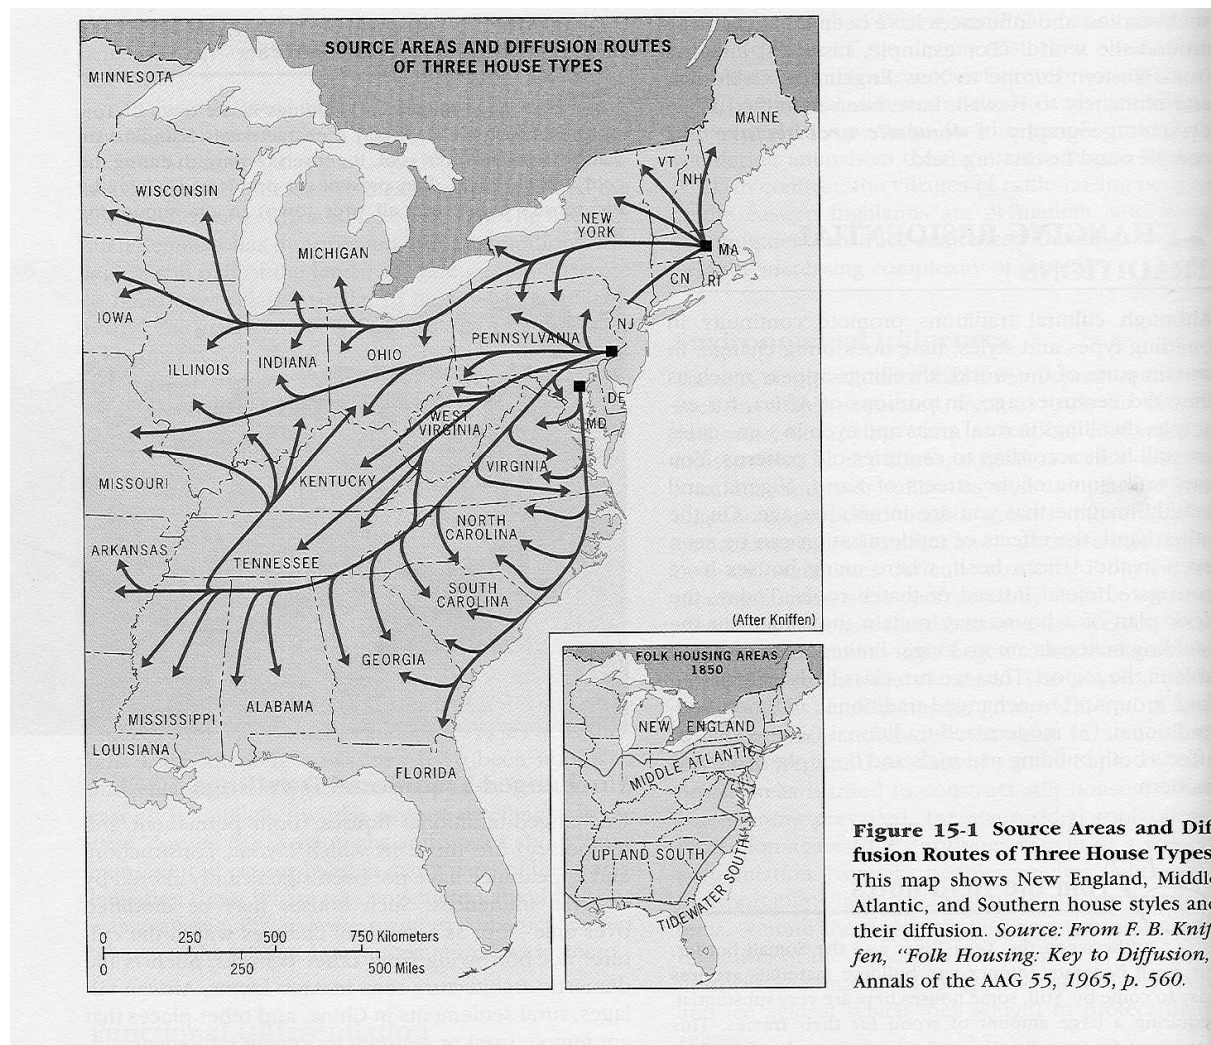 SOURCE AREAS AND DIFFUSION ROUTES
OF THREE HOUSE TYPES
MINNESOTA
MAINE
VT
NH
WISCONSIN
NEW
YORK
MICHIGAN
MA
CN
RI
IOWA
NJ
PENNSYLVANIA
OHIO
INDIANA
ILLINOIS
DE
WEST
VIRGINIA
MD
VIRGINIA
MISSOURI
KENTUCKY
NORTH
CAROLINA
ARKANSAS
TENNESSEE
SOUTH
CAROLINA
(After Kniffen)
GEORGIA
ALABAMA
MISSISSIPPI
LOUISIANA
FLORIDA
0 250 500 750 Kilometers
0 250 500 Miles
FOLK HOUSING AREAS
1850
NEW ENGLAND
MIDDLE ATLANTIC
UPLAND SOUTH
TIDEWATER SOUTH
Figure 15-1 Source Areas and Dif
fusion Routes of Three House Types
This map shows New England, Middl
Atlantic, and Southern house styles an
their diffusion. Source: From F. B. Knif
fen, “Folk Housing: Key to Diffusion,
Annals of the AAG 55, 1965, p. 560.